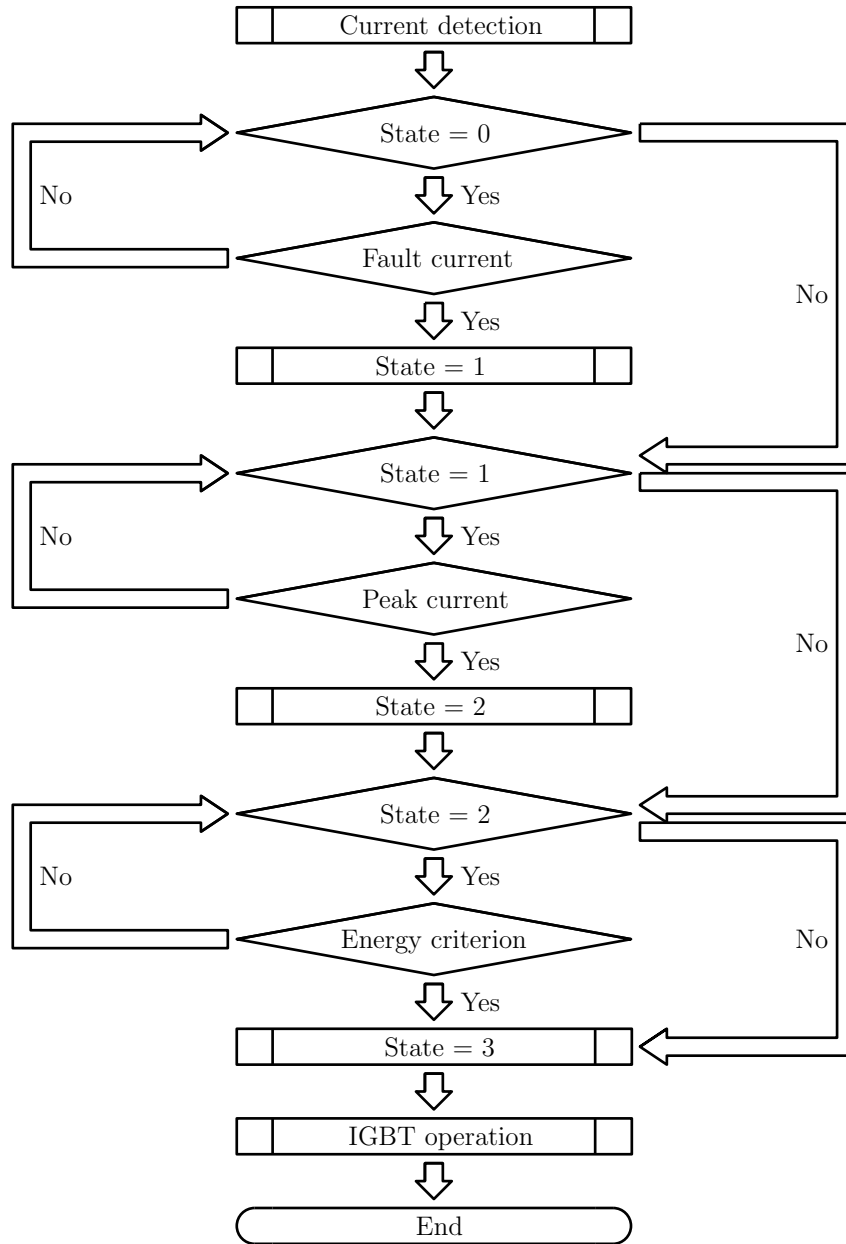 Current detection
State = 0
No
Yes
Fault current
No
Yes
State = 1
State = 1
No
Yes
Peak current
No
Yes
State = 2
State = 2
No
Yes
Energy criterion
No
Yes
State = 3
IGBT operation
End